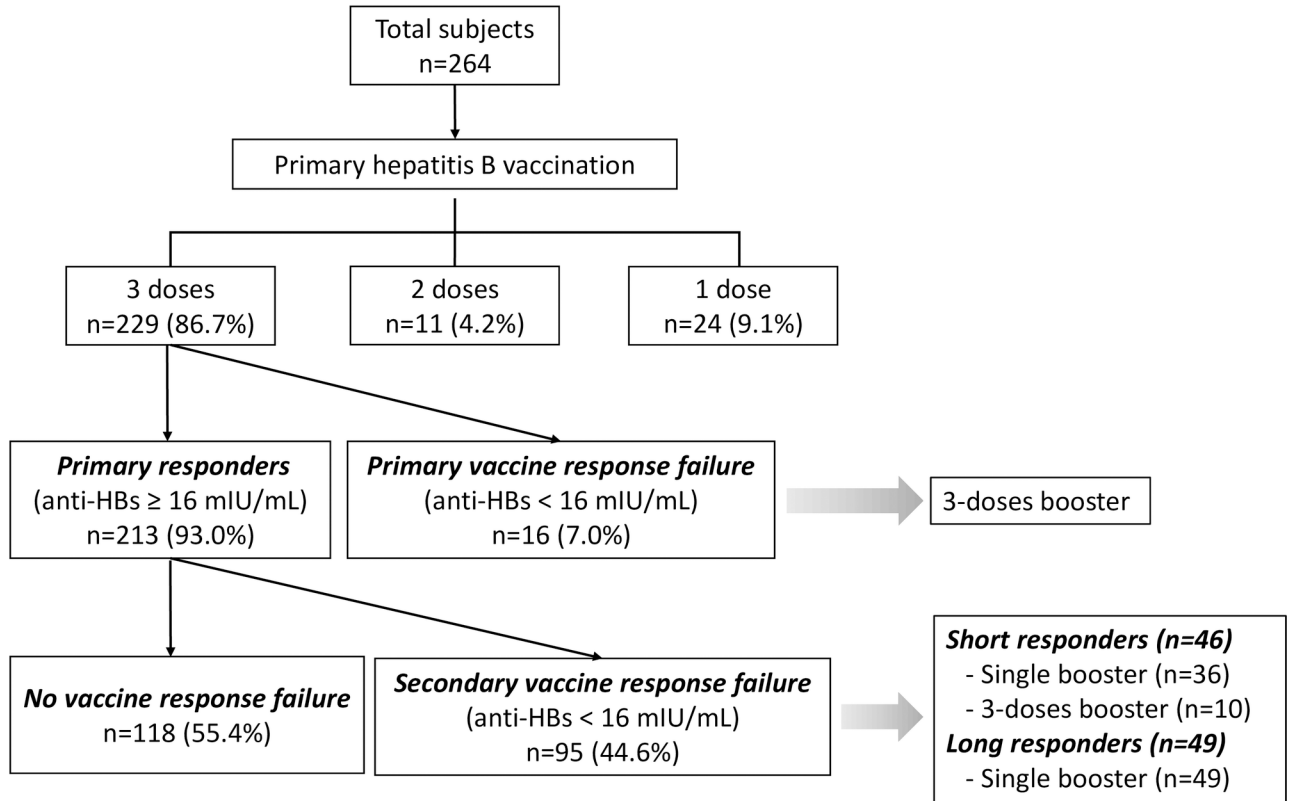 Total subjects
n=264
Primary hepatitis B vaccination
3 doses
n=229 (86.7%)
2 doses
n=11 (4.2%)
1 dose
n=24 (9.1%)
Primary responders
(anti-HBs ≥ 16 mIU/mL)
n=213 (93.0%)
Primary vaccine response failure
(anti-HBs < 16 mIU/mL)
n=16 (7.0%)
3-doses booster
No vaccine response failure
n=118 (55.4%)
Secondary vaccine response failure
(anti-HBs < 16 mIU/mL)
n=95 (44.6%)
Short responders (n=46)
- Single booster (n=36)
- 3-doses booster (n=10)
Long responders (n=49)
- Single booster (n=49)